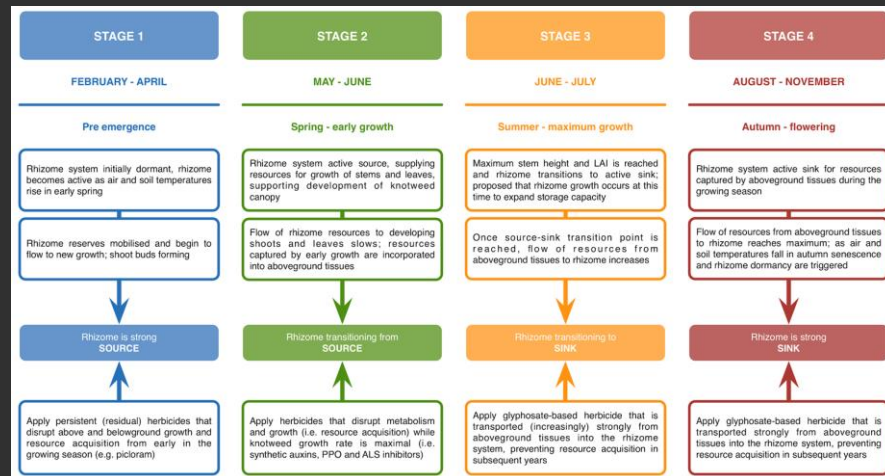 STAGE 1
FEBRUARY - APRIL
Pre emergence
Rhizome system initially dormant, rhizome
becomes active as air and soil temperatures
rise in early spring
Rhizome reserves mobilised and begin to
flow to new growth; shoot buds forming
Rhizome is strong
SOURCE
Apply persistent (residual) herbicides that
disrupt above and belowground growth and
resource acquisition from early in the
growing season (e.g. picloram)
STAGE 2
MAY - JUNE
Spring - early growth
Rhizome system active source, supplying
resources for growth of stems and leaves,
supporting development of knotweed
canopy
Flow of rhizome resources to developing
shoots and leaves slows; resources
captured by early growth are incorporated
into aboveground tissues
Rhizome transitioning from
SOURCE
Apply herbicides that disrupt metabolism
and growth (i.e. resource acquisition) while
knotweed growth rate is maximal (i.e.
synthetic auxins, PPO and ALS inhibitors)
STAGE 3
JUNE - JULY
Summer - maximum growth
Maximum stem height and LAI is reached
and rhizome transitions to active sink;
proposed that rhizome growth occurs at this
time to expand storage capacity
Once source-sink transition point is
reached, flow of resources from
aboveground tissues to rhizome increases
Rhizome transitioning to
SINK
Apply glyphosate-based herbicide that is
transported (increasingly) strongly from
aboveground tissues into the rhizome
system, preventing resource acquisition in
subsequent years
STAGE 4
AUGUST - NOVEMBER
Autumn - flowering
Rhizome system active sink for resources
captured by aboveground tissues during the
growing season
Flow of resources from aboveground tissues
to rhizome reaches maximum; as air and
soil temperatures fall in autumn senescence
and rhizome dormancy are triggered
Rhizome is strong
SINK
Apply glyphosate-based herbicide that is
transported strongly from aboveground
tissues into the rhizome system, preventing
resource acquisition in subsequent years